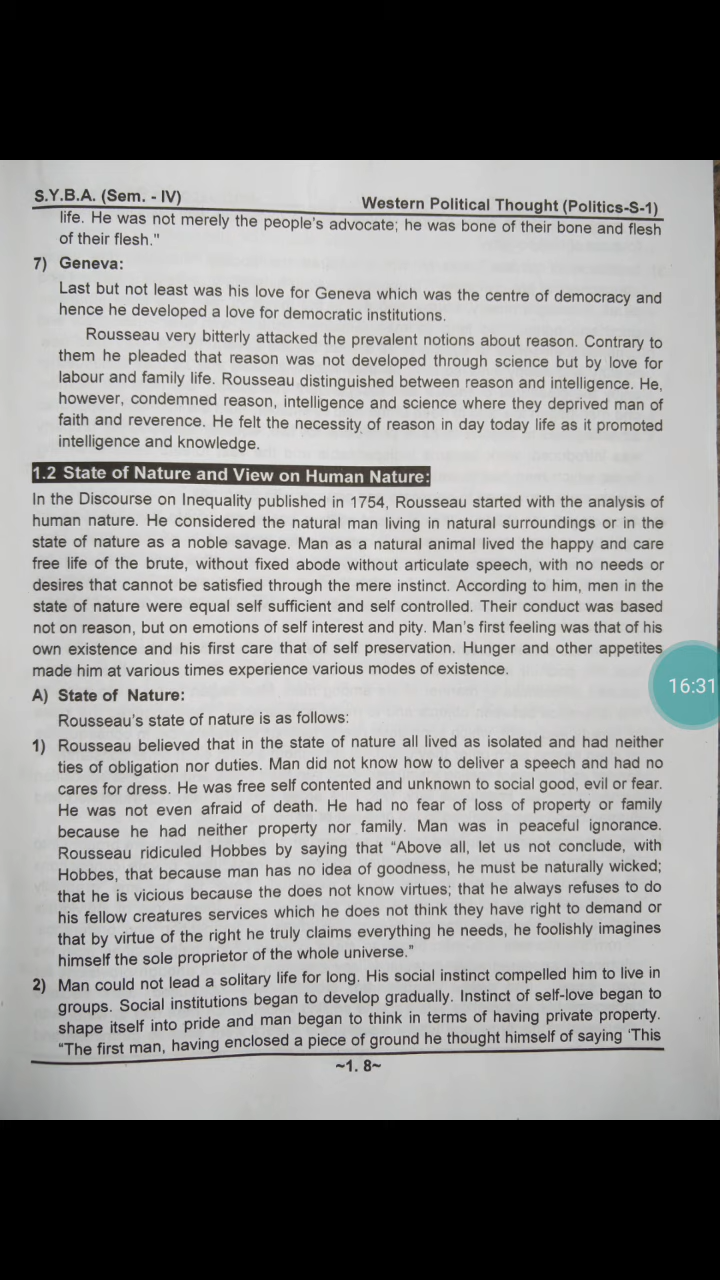 S.Y.B.A. (Sem. - IV)
Western Political Thought (Politics-S-1)
life. He was not merely the people's advocate; he was bone of their bone and flesh
of their flesh."
7) Geneva:
Last but not least was his love for Geneva which was the centre of democracy and
hence he developed a love for democratic institutions.
Rousseau very bitterly attacked the prevalent notions about reason. Contrary to
them he pleaded that reason was not developed through science but by love for
labour and family life. Rousseau distinguished between reason and intelligence. He,
however, condemned reason, intelligence and science where they deprived man of
faith and reverence. He felt the necessity of reason in day today life as it promoted
intelligence and knowledge.
1.2 State of Nature and View on Human Nature:
In the Discourse on Inequality published in 1754, Rousseau started with the analysis of
human nature. He considered the natural man living in natural surroundings or in the
state of nature as a noble savage. Man as a natural animal lived the happy and care
free life of the brute, without fixed abode without articulate speech, with no needs or
desires that cannot be satisfied through the mere instinct. According to him, men in the
state of nature were equal self sufficient and self controlled. Their conduct was based
not on reason, but on emotions of self interest and pity. Man's first feeling was that of his
own existence and his first care that of self preservation. Hunger and other appetites
made him at various times experience various modes of existence.
16:31
A) State of Nature:
Rousseau's state of nature is as follows:
1) Rousseau believed that in the state of nature all lived as isolated and had neither
ties of obligation nor duties. Man did not know how to deliver a speech and had no
cares for dress. He was free self contented and unknown to social good, evil or fear.
He was not even afraid of death. He had no fear of loss of property or family
because he had neither property nor family. Man was in peaceful ignorance.
Rousseau ridiculed Hobbes by saying that “Above all, let us not conclude, with
Hobbes, that because man has no idea of goodness, he must be naturally wicked;
that he is vicious because the does not know virtues; that he always refuses to do
his fellow creatures services which he does not think they have right to demand or
that by virtue of the right he truly claims everything he needs, he foolishly imagines
himself the sole proprietor of the whole universe.”
2) Man could not lead a solitary life for long. His social instinct compelled him to live in
groups. Social institutions began to develop gradually. Instinct of self-love began to
shape itself into pride and man began to think in terms of having private property.
“The first man, having enclosed a piece of ground he thought himself of saying ‘This
~1. 8~